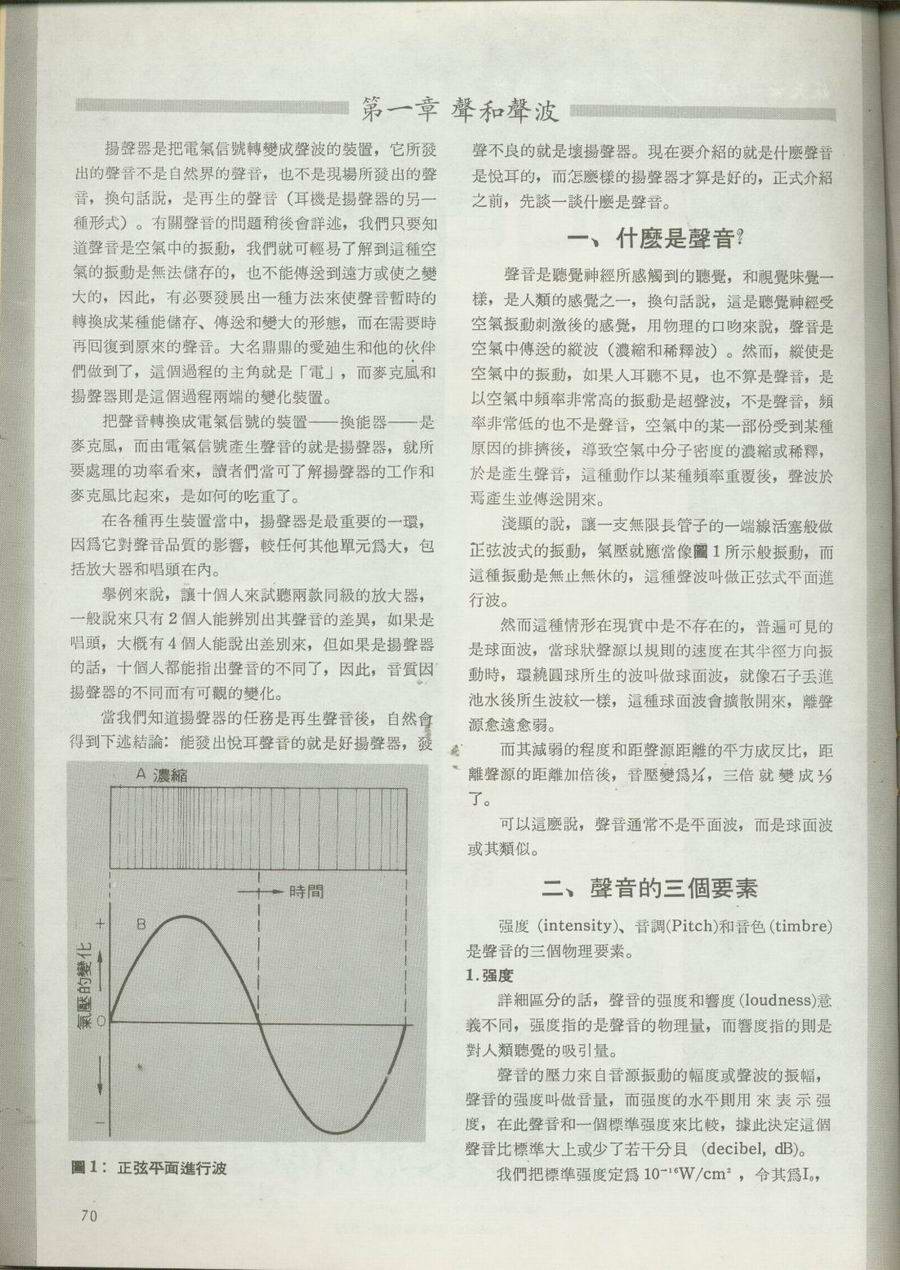 第一章 聲和聲波
揚聲器是把電氣信號轉變成聲波的裝置，它所發
出的聲音不是自然界的聲音，也不是現場所發出的聲
音，換句話說，是再生的聲音（耳機是揚聲器的另一
種形式）。有關聲音的問題稍後會詳述，我們只要知
道聲音是空氣中的振動，我們就可輕易了解到這種空
氣的振動是無法儲存的，也不能傳送到遠方或使之變
大的，因此，有必要發展出一種方法來使聲音暫時的
轉換成某種能儲存、傳送和變大的形態，而在需要時
再回復到原來的聲音。大名鼎鼎的愛廸生和他的伙伴
們做到了，這個過程的主角就是「電」，而麥克風和
揚聲器則是這個過程兩端的變化裝置。
把聲音轉換成電氣信號的裝置——換能器——是
麥克風，而由電氣信號產生聲音的就是揚聲器，就所
要處理的功率看來，讀者們當可了解揚聲器的工作和
麥克風比起來，是如何的吃重了。
在各種再生裝置當中，揚聲器是最重要的一環，
因爲它對聲音品質的影響，較任何其他單元爲大，包
括放大器和唱頭在內。
舉例來說，讓十個人來試聽兩款同級的放大器，
一般說來只有 2 個人能辨別出其聲音的差異，如果是
唱頭，大概有 4 個人能說出差別來，但如果是揚聲器
的話，十個人都能指出聲音的不同了，因此，音質因
揚聲器的不同而有可觀的變化。
當我們知道揚聲器的任務是再生聲音後，自然會
得到下述結論：能發出悅耳聲音的就是好揚聲器，發
A 濃縮
時間
B
+
氣壓的變化
0
−
圖 1：正弦平面進行波
70
聲不良的就是壞揚聲器。現在要介紹的就是什麼聲音
是悅耳的，而怎麼樣的揚聲器才算是好的，正式介紹
之前，先談一談什麼是聲音。
一、什麼是聲音？
聲音是聽覺神經所感觸到的聽覺，和視覺味覺一
樣，是人類的感覺之一，換句話說，這是聽覺神經受
空氣振動刺激後的感覺，用物理的口吻來說，聲音是
空氣中傳送的縱波（濃縮和稀釋波）。然而，縱使是
空氣中的振動，如果人耳聽不見，也不算是聲音，是
以空氣中頻率非常高的振動是超聲波，不是聲音，頻
率非常低的也不是聲音，空氣中的某一部份受到某種
原因的排擠後，導致空氣中分子密度的濃縮或稀釋，
於是產生聲音，這種動作以某種頻率重覆後，聲波於
焉產生並傳送開來。
淺顯的說，讓一支無限長管子的一端線活塞般做
正弦波式的振動，氣壓就應當像圖 1 所示般振動，而
這種振動是無止無休的，這種聲波叫做正弦式平面進
行波。
然而這種情形在現實中是不存在的，普遍可見的
是球面波，當球狀聲源以規則的速度在其半徑方向振
動時，環繞圓球所生的波叫做球面波，就像石子丟進
池水後所生波紋一樣，這種球面波會擴散開來，離聲
源愈遠愈弱。
而其減弱的程度和距聲源距離的平方成反比，距
離聲源的距離加倍後，音壓變爲¼，三倍 就 變 成 ⅑
了。
可以這麼說，聲音通常不是平面波，而是球面波
或其類似。
二、聲音的三個要素
强度 (intensity)、音調(Pitch)和音色(timbre)
是聲音的三個物理要素。
1.强度
詳細區分的話，聲音的强度和響度(loudness)意
義不同，强度指的是聲音的物理量，而響度指的則是
對人類聽覺的吸引量。
聲音的壓力來自音源振動的幅度或聲波的振幅，
聲音的强度叫做音量，而强度的水平則用 來 表 示 强
度，在此聲音和一個標準强度來比較，據此決定這個
聲音比標準大上或少了若干分貝 (decibel, dB)。
我們把標準强度定爲 10⁻¹⁶W/cm²，令其爲I₀，